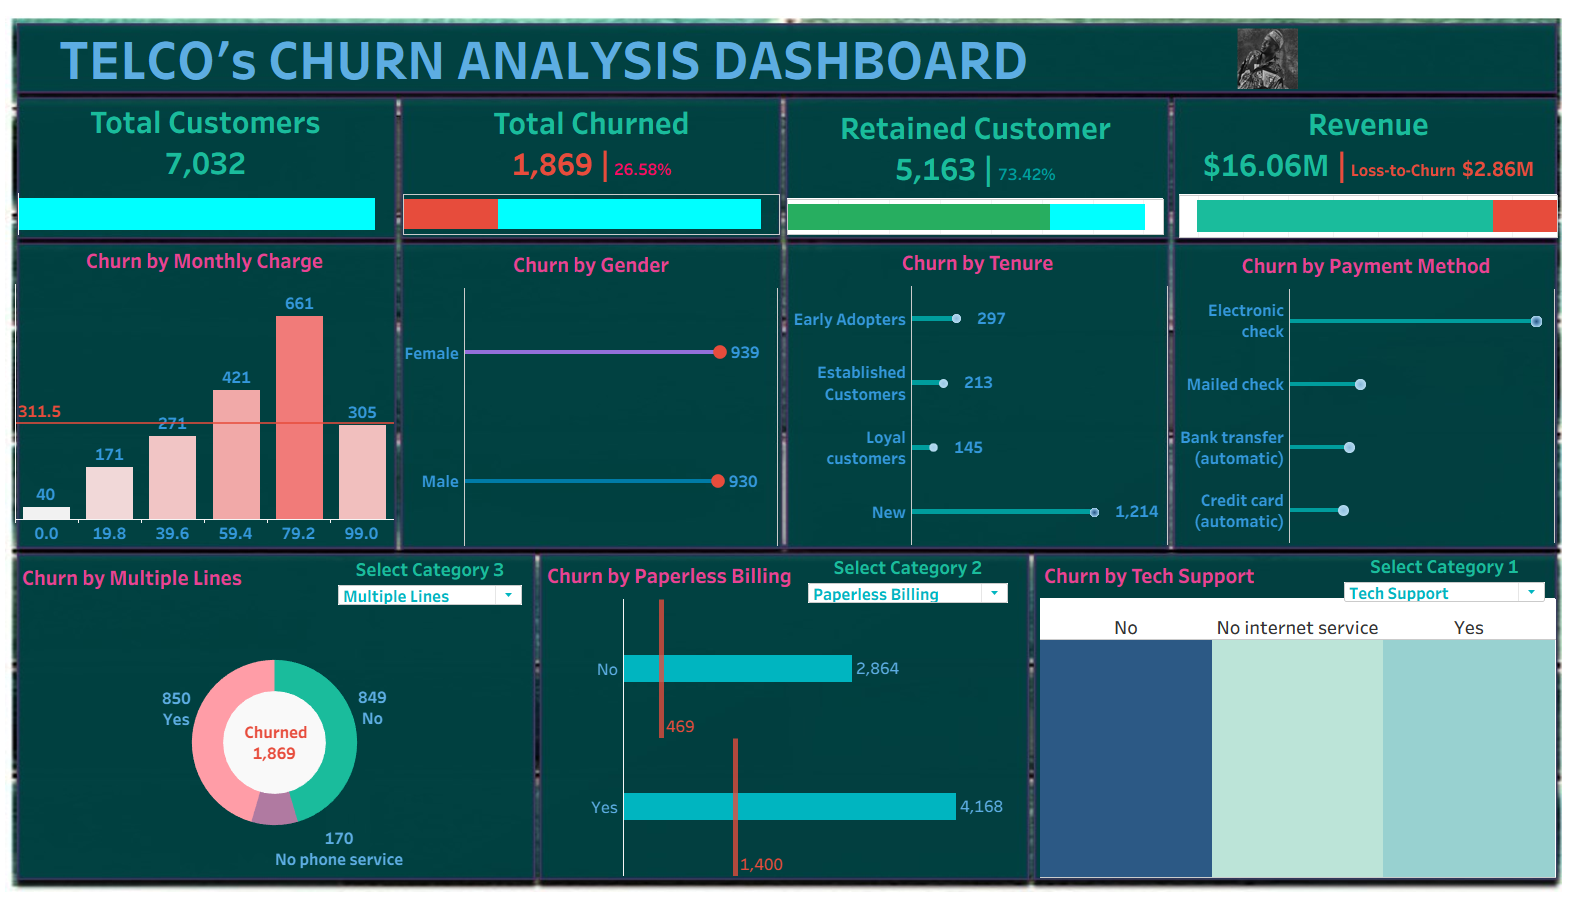 TELCO's CHURN ANALYSIS DASHBOARD
Total Customers
7,032
Total Churned
1,869 | 26.58%
Retained Customer
5,163 | 73.42%
Revenue
$16.06M | Loss-to-Churn $2.86M
Churn by Monthly Charge
661
421
311.5
271
305
171
40
0.0 19.8 39.6 59.4 79.2 99.0
Churn by Gender
Female 939
Male 930
Churn by Tenure
Early Adopters 297
Established
Customers
213
Loyal
customers
145
New 1,214
Churn by Payment Method
Electronic
check
Mailed check
Bank transfer
(automatic)
Credit card
(automatic)
Churn by Multiple Lines
Select Category 3
Multiple Lines
850
Yes
849
No
Churned
1,869
170
No phone service
Churn by Paperless Billing
Select Category 2
Paperless Billing
No 2,864
469
Yes 4,168
1,400
Churn by Tech Support
Select Category 1
Tech Support
No No internet service Yes